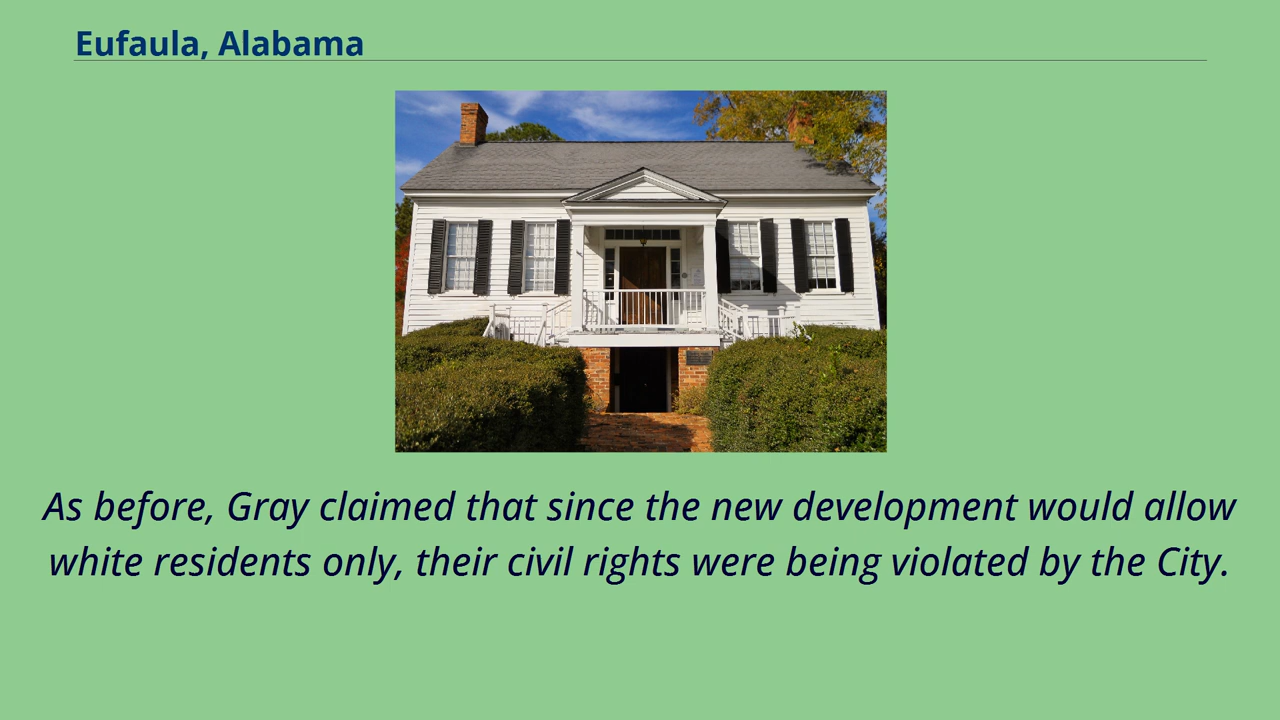 Eufaula, Alabama
As before, Gray claimed that since the new development would allow
white residents only, their civil rights were being violated by the City.